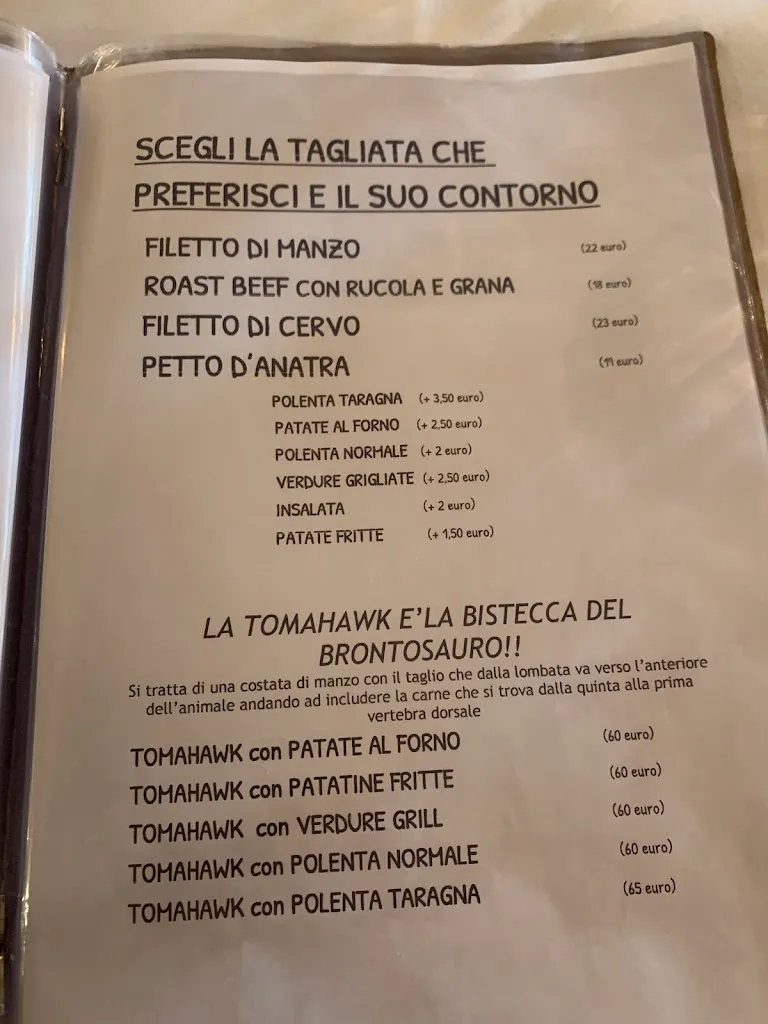 SCEGLI LA TAGLIATA CHE
PREFERISCI E IL SUO CONTORNO
FILETTO DI MANZO (22 euro)
ROAST BEEF CON RUCOLA E GRANA (18 euro)
FILETTO DI CERVO (23 euro)
PETTO D'ANATRA (19 euro)
POLENTA TARAGNA (+ 3,50 euro)
PATATE AL FORNO (+ 2,50 euro)
POLENTA NORMALE (+ 2 euro)
VERDURE GRIGLIATE (+ 2,50 euro)
INSALATA (+ 2 euro)
PATATE FRITTE (+ 1,50 euro)
LA TOMAHAWK E'LA BISTECCA DEL
BRONTOSAURO!!
Si tratta di una costata di manzo con il taglio che dalla lombata va verso l'anteriore
dell'animale andando ad includere la carne che si trova dalla quinta alla prima
vertebra dorsale
TOMAHAWK con PATATE AL FORNO (60 euro)
TOMAHAWK con PATATINE FRITTE (60 euro)
TOMAHAWK con VERDURE GRILL (60 euro)
TOMAHAWK con POLENTA NORMALE (60 euro)
TOMAHAWK con POLENTA TARAGNA (65 euro)